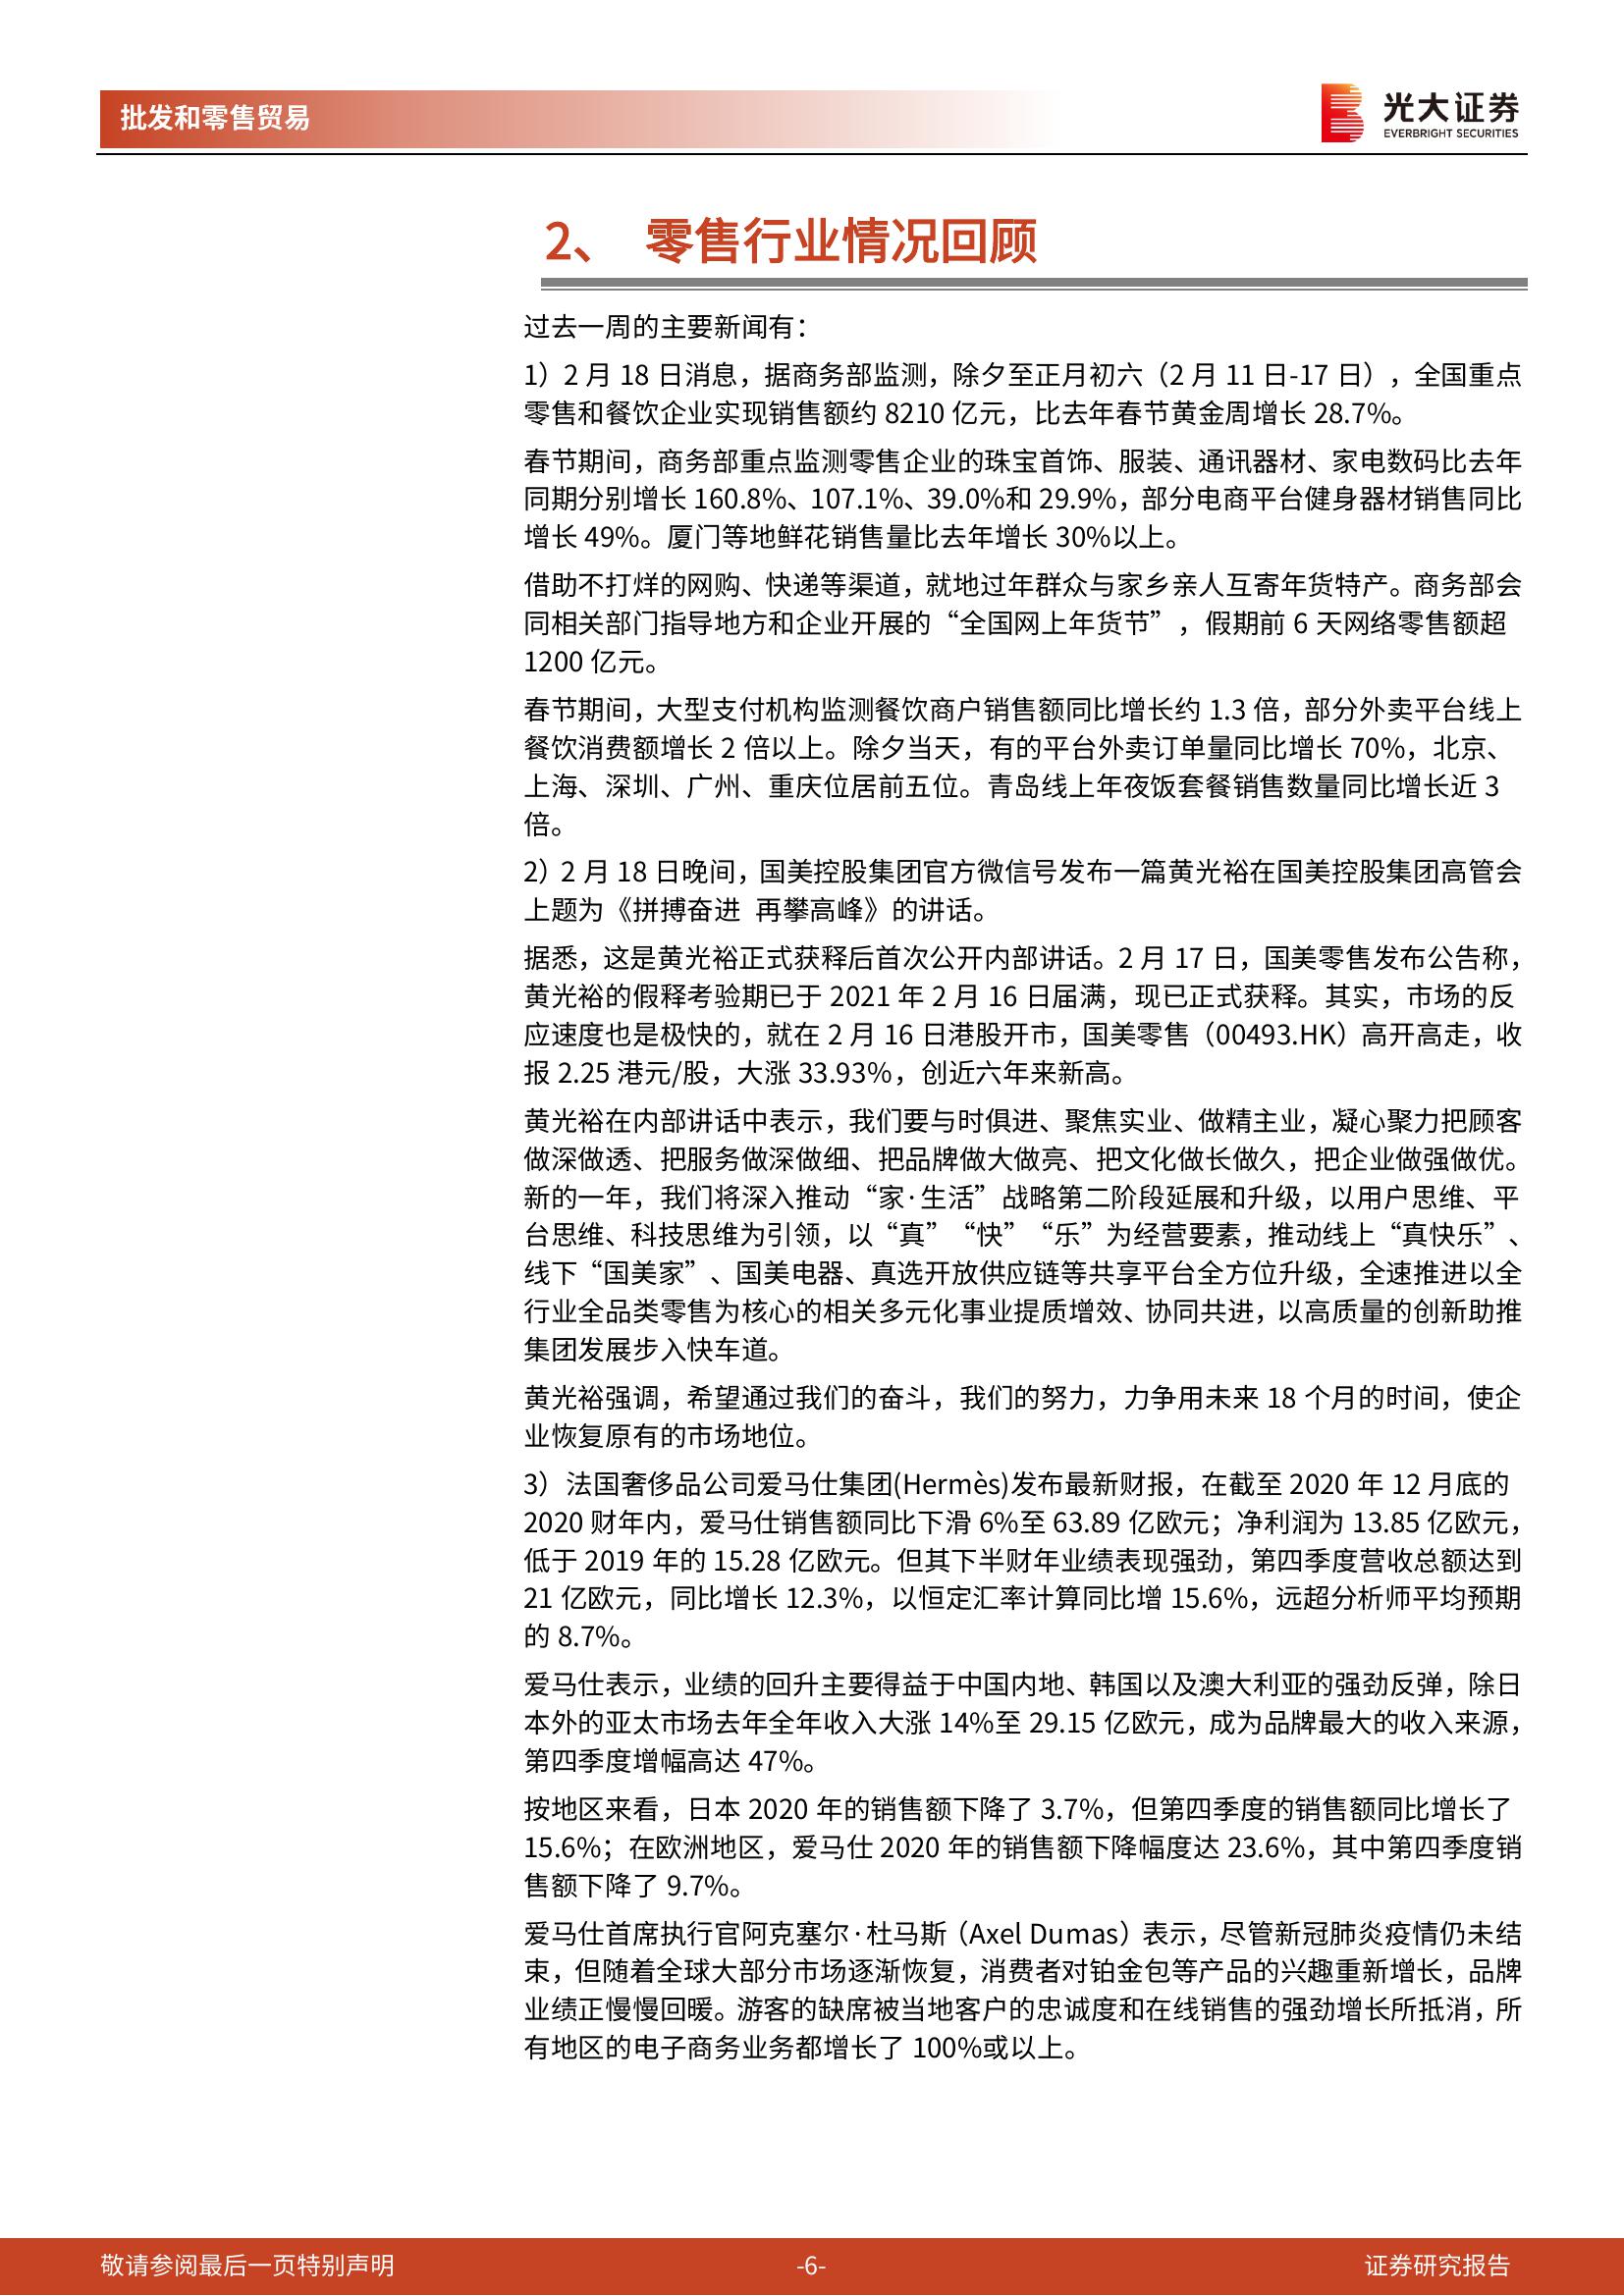 批发和零售贸易
光大证券
EVERBRIGHT SECURITIES
2、 零售行业情况回顾
过去一周的主要新闻有：
1）2 月 18 日消息，据商务部监测，除夕至正月初六（2 月 11 日-17 日），全国重点
零售和餐饮企业实现销售额约 8210 亿元，比去年春节黄金周增长 28.7%。
春节期间，商务部重点监测零售企业的珠宝首饰、服装、通讯器材、家电数码比去年
同期分别增长 160.8%、107.1%、39.0%和 29.9%，部分电商平台健身器材销售同比
增长 49%。厦门等地鲜花销售量比去年增长 30%以上。
借助不打烊的网购、快递等渠道，就地过年群众与家乡亲人互寄年货特产。商务部会
同相关部门指导地方和企业开展的“全国网上年货节”，假期前 6 天网络零售额超
1200 亿元。
春节期间，大型支付机构监测餐饮商户销售额同比增长约 1.3 倍，部分外卖平台线上
餐饮消费额增长 2 倍以上。除夕当天，有的平台外卖订单量同比增长 70%，北京、
上海、深圳、广州、重庆位居前五位。青岛线上年夜饭套餐销售数量同比增长近 3
倍。
2）2 月 18 日晚间，国美控股集团官方微信号发布一篇黄光裕在国美控股集团高管会
上题为《拼搏奋进 再攀高峰》的讲话。
据悉，这是黄光裕正式获释后首次公开内部讲话。2 月 17 日，国美零售发布公告称，
黄光裕的假释考验期已于 2021 年 2 月 16 日届满，现已正式获释。其实，市场的反
应速度也是极快的，就在 2 月 16 日港股开市，国美零售（00493.HK）高开高走，收
报 2.25 港元/股，大涨 33.93%，创近六年来新高。
黄光裕在内部讲话中表示，我们要与时俱进、聚焦实业、做精主业，凝心聚力把顾客
做深做透、把服务做深做细、把品牌做大做亮、把文化做长做久，把企业做强做优。
新的一年，我们将深入推动“家·生活”战略第二阶段延展和升级，以用户思维、平
台思维、科技思维为引领，以“真”“快”“乐”为经营要素，推动线上“真快乐”、
线下“国美家”、国美电器、真选开放供应链等共享平台全方位升级，全速推进以全
行业全品类零售为核心的相关多元化事业提质增效、协同共进，以高质量的创新助推
集团发展步入快车道。
黄光裕强调，希望通过我们的奋斗，我们的努力，力争用未来 18 个月的时间，使企
业恢复原有的市场地位。
3）法国奢侈品公司爱马仕集团(Hermès)发布最新财报，在截至 2020 年 12 月底的
2020 财年内，爱马仕销售额同比下滑 6%至 63.89 亿欧元；净利润为 13.85 亿欧元，
低于 2019 年的 15.28 亿欧元。但其下半财年业绩表现强劲，第四季度营收总额达到
21 亿欧元，同比增长 12.3%，以恒定汇率计算同比增 15.6%，远超分析师平均预期
的 8.7%。
爱马仕表示，业绩的回升主要得益于中国内地、韩国以及澳大利亚的强劲反弹，除日
本外的亚太市场去年全年收入大涨 14%至 29.15 亿欧元，成为品牌最大的收入来源，
第四季度增幅高达 47%。
按地区来看，日本 2020 年的销售额下降了 3.7%，但第四季度的销售额同比增长了
15.6%；在欧洲地区，爱马仕 2020 年的销售额下降幅度达 23.6%，其中第四季度销
售额下降了 9.7%。
爱马仕首席执行官阿克塞尔·杜马斯（Axel Dumas）表示，尽管新冠肺炎疫情仍未结
束，但随着全球大部分市场逐渐恢复，消费者对铂金包等产品的兴趣重新增长，品牌
业绩正慢慢回暖。游客的缺席被当地客户的忠诚度和在线销售的强劲增长所抵消，所
有地区的电子商务业务都增长了 100%或以上。
敬请参阅最后一页特别声明
-6-
证券研究报告